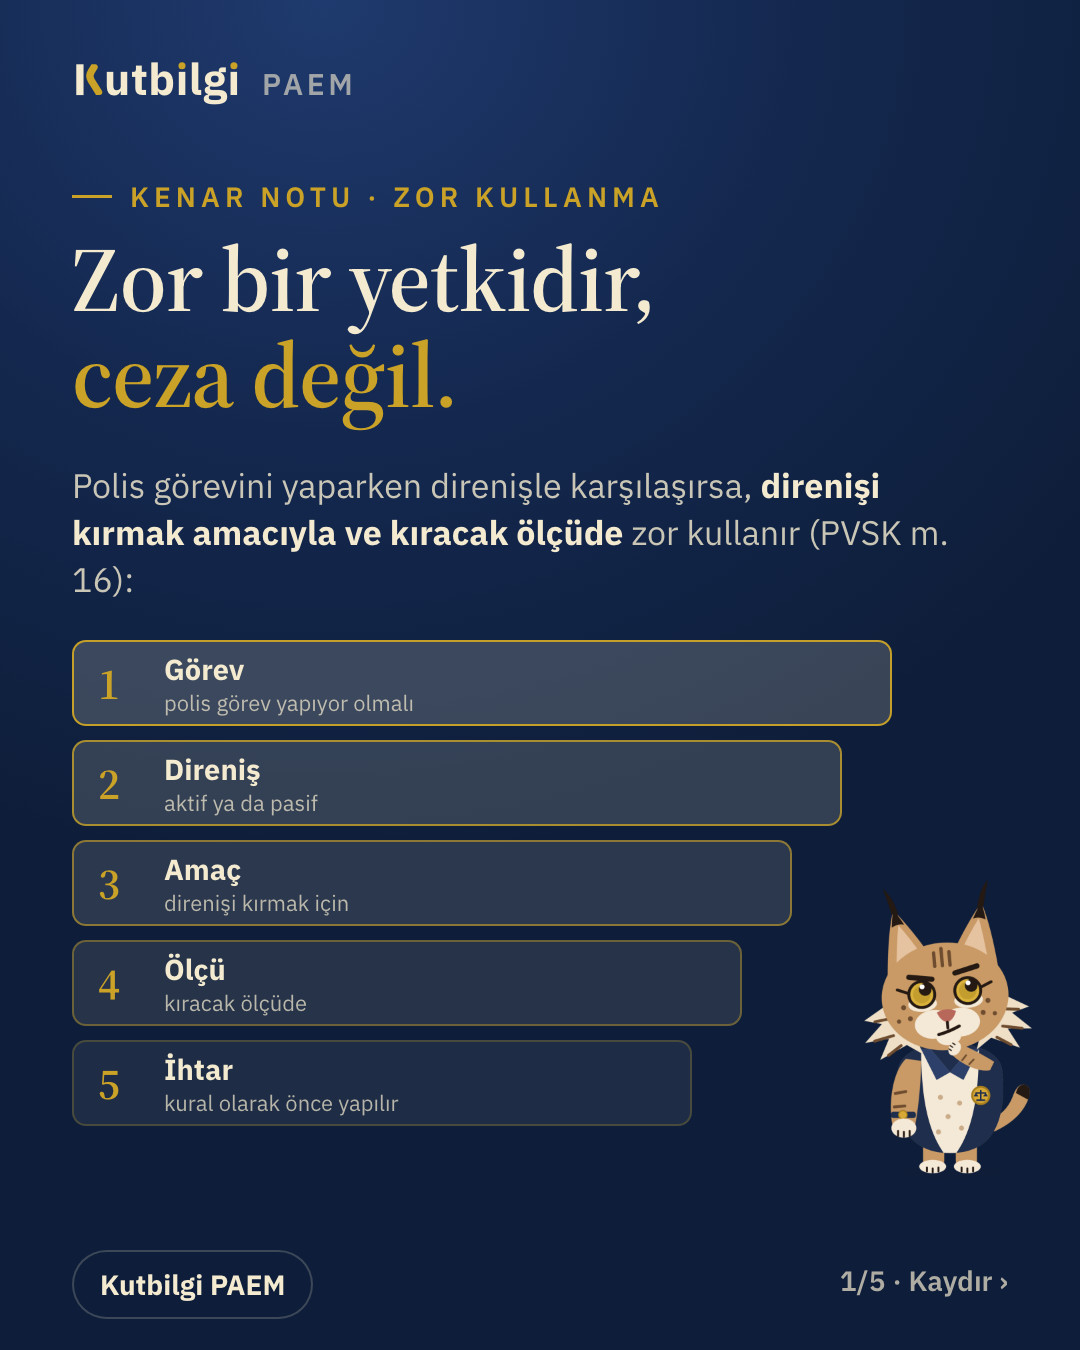 Kutbilgi PAEM
KENAR NOTU · ZOR KULLANMA
Zor bir yetkidir,
ceza değil.
Polis görevini yaparken direnişle karşılaşırsa, direnişi
kırmak amacıyla ve kıracak ölçüde zor kullanır (PVSK m.
16):
1 Görev
polis görev yapıyor olmalı
2 Direniş
aktif ya da pasif
3 Amaç
direnişi kırmak için
4 Ölçü
kıracak ölçüde
5 İhtar
kural olarak önce yapılır
Kutbilgi PAEM
1/5 · Kaydır ›